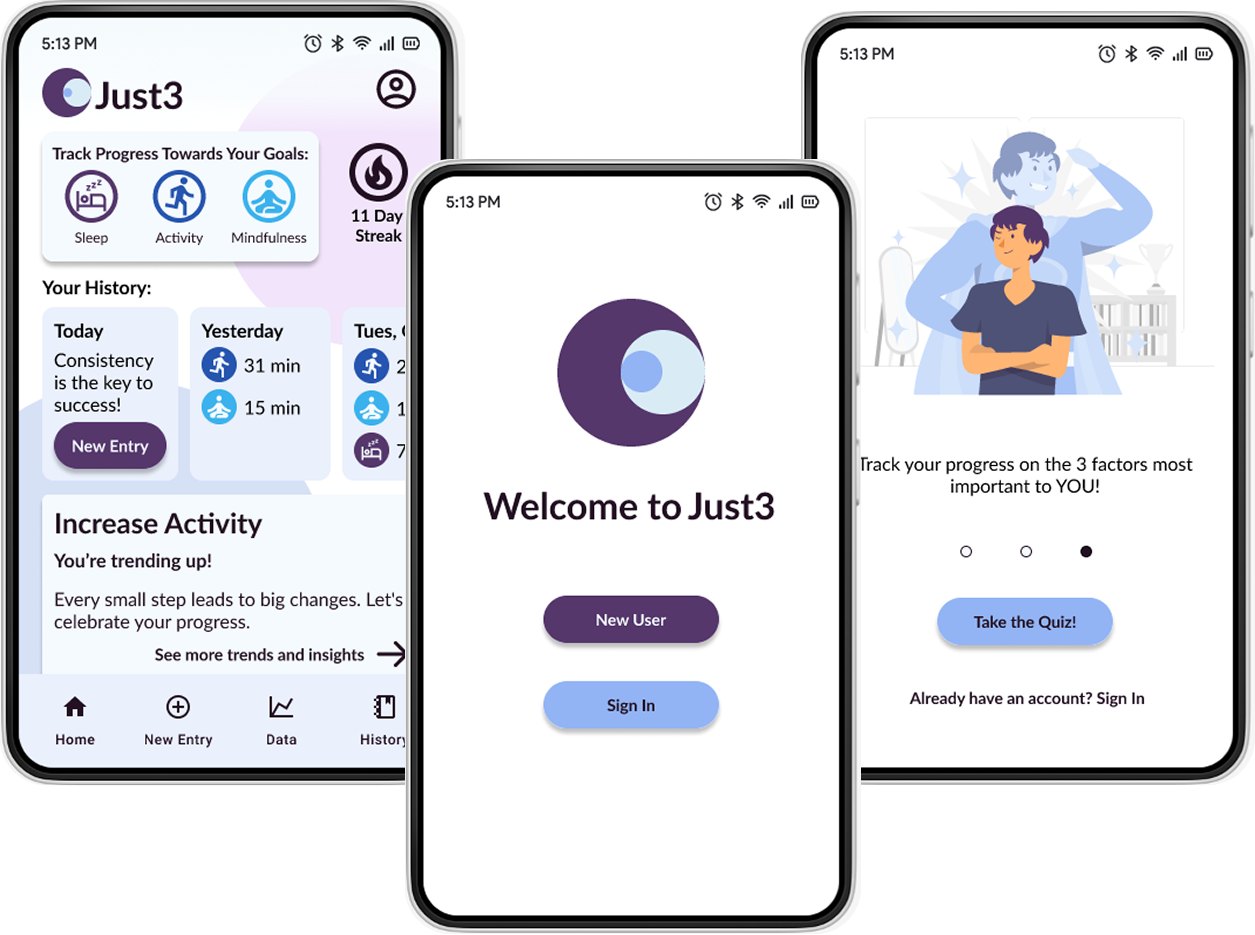 5:13 PM
Just3
Track Progress Towards Your Goals:
zzz
Sleep
Activity
Mindfulness
11 Day
Streak
Your History:
Today
Consistency
is the key to
success!
New Entry
Yesterday
31 min
15 min
Tues,
2
1
zzz
7
Increase Activity
You're trending up!
Every small step leads to big changes. Let's
celebrate your progress.
See more trends and insights
Home
New Entry
Data
History
5:13 PM
Welcome to Just3
New User
Sign In
5:13 PM
Track your progress on the 3 factors most
important to YOU!
Take the Quiz!
Already have an account? Sign In